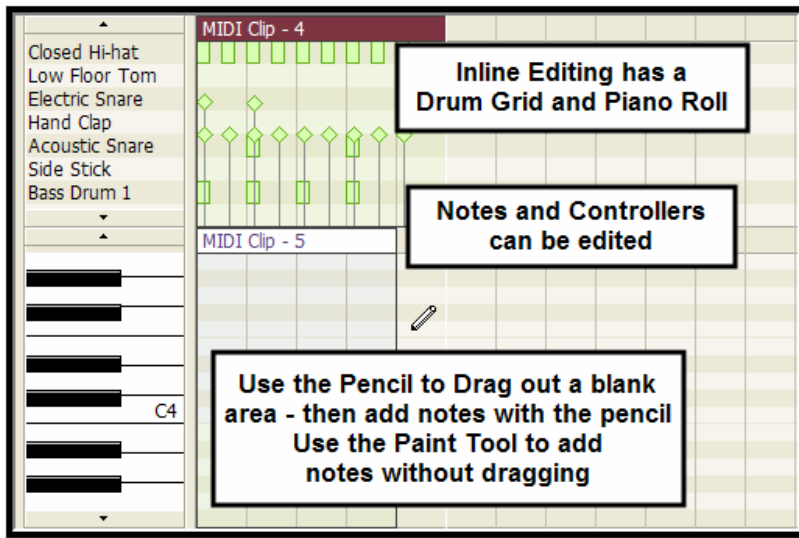 MIDI Clip - 4
Closed Hi-hat
Low Floor Tom
Electric Snare
Hand Clap
Acoustic Snare
Side Stick
Bass Drum 1
Inline Editing has a
Drum Grid and Piano Roll
Notes and Controllers
can be edited
MIDI Clip - 5
C4
Use the Pencil to Drag out a blank
area - then add notes with the pencil
Use the Paint Tool to add
notes without dragging